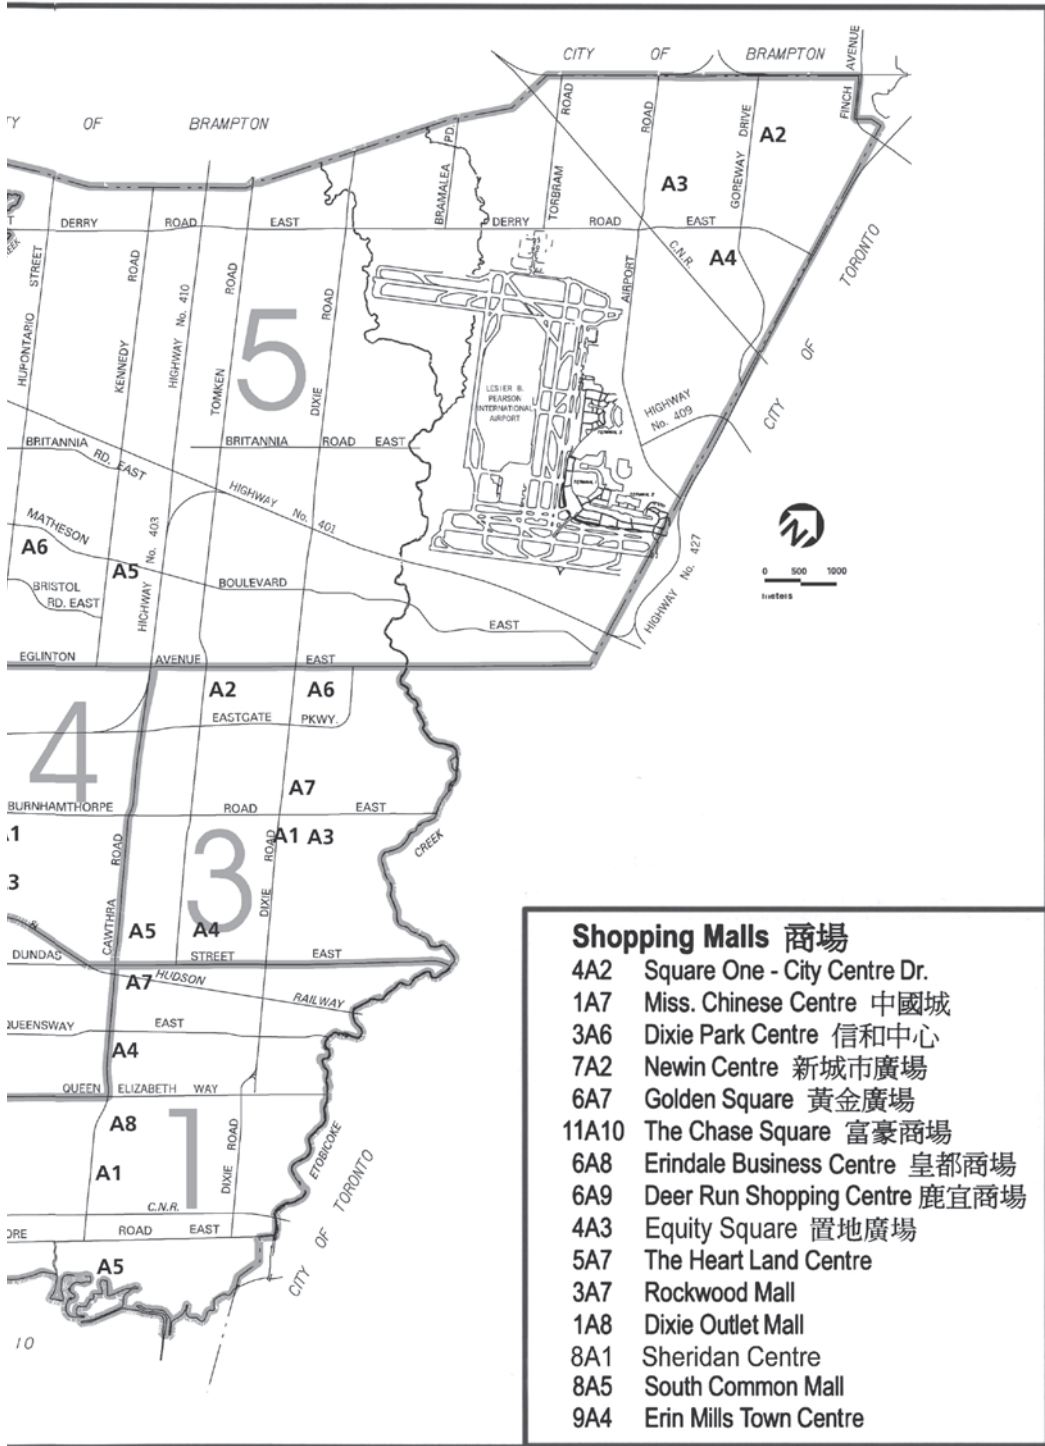 CITY OF BRAMPTON
AVENUE
FINCH
OF BRAMPTON
ROAD
ROAD
DRIVE
A2
BRAMALEA
TORBRAM
A3
GOREWAY
DERRY ROAD EAST
DERRY ROAD EAST
STREET
ROAD
ROAD
ROAD
AIRPORT
C.N.R.
A4
CITY OF TORONTO
HURONTARIO
KENNEDY
HIGHWAY No. 410
TOMKEN
5
DIXIE
LESTER B.
PEARSON
INTERNATIONAL
AIRPORT
HIGHWAY
No. 409
BRITANNIA
RD. EAST
BRITANNIA ROAD EAST
HIGHWAY No. 401
MATHESON
A6
A5
HIGHWAY No. 403
BOULEVARD
EAST
HIGHWAY No. 427
BRISTOL
RD. EAST
0 500 1000
meters
EGLINTON AVENUE EAST
A2
A6
EASTGATE PKWY.
4
A7
BURNHAMTHORPE ROAD EAST
A1 A3
ROAD
3
ROAD
CREEK
CAWTHRA
DIXIE
A5
A4
DUNDAS STREET EAST
A7
HUDSON
RAILWAY
EAST
A4
QUEEN ELIZABETH WAY
A8
1
ROAD
DIXIE
ETOBICOKE
A1
C.N.R.
ROAD EAST
CITY OF TORONTO
A5
10
Shopping Malls 商場
4A2 Square One - City Centre Dr.
1A7 Miss. Chinese Centre 中國城
3A6 Dixie Park Centre 信和中心
7A2 Newin Centre 新城市廣場
6A7 Golden Square 黃金廣場
11A10 The Chase Square 富豪商場
6A8 Erindale Business Centre 皇都商場
6A9 Deer Run Shopping Centre 鹿宜商場
4A3 Equity Square 置地廣場
5A7 The Heart Land Centre
3A7 Rockwood Mall
1A8 Dixie Outlet Mall
8A1 Sheridan Centre
8A5 South Common Mall
9A4 Erin Mills Town Centre